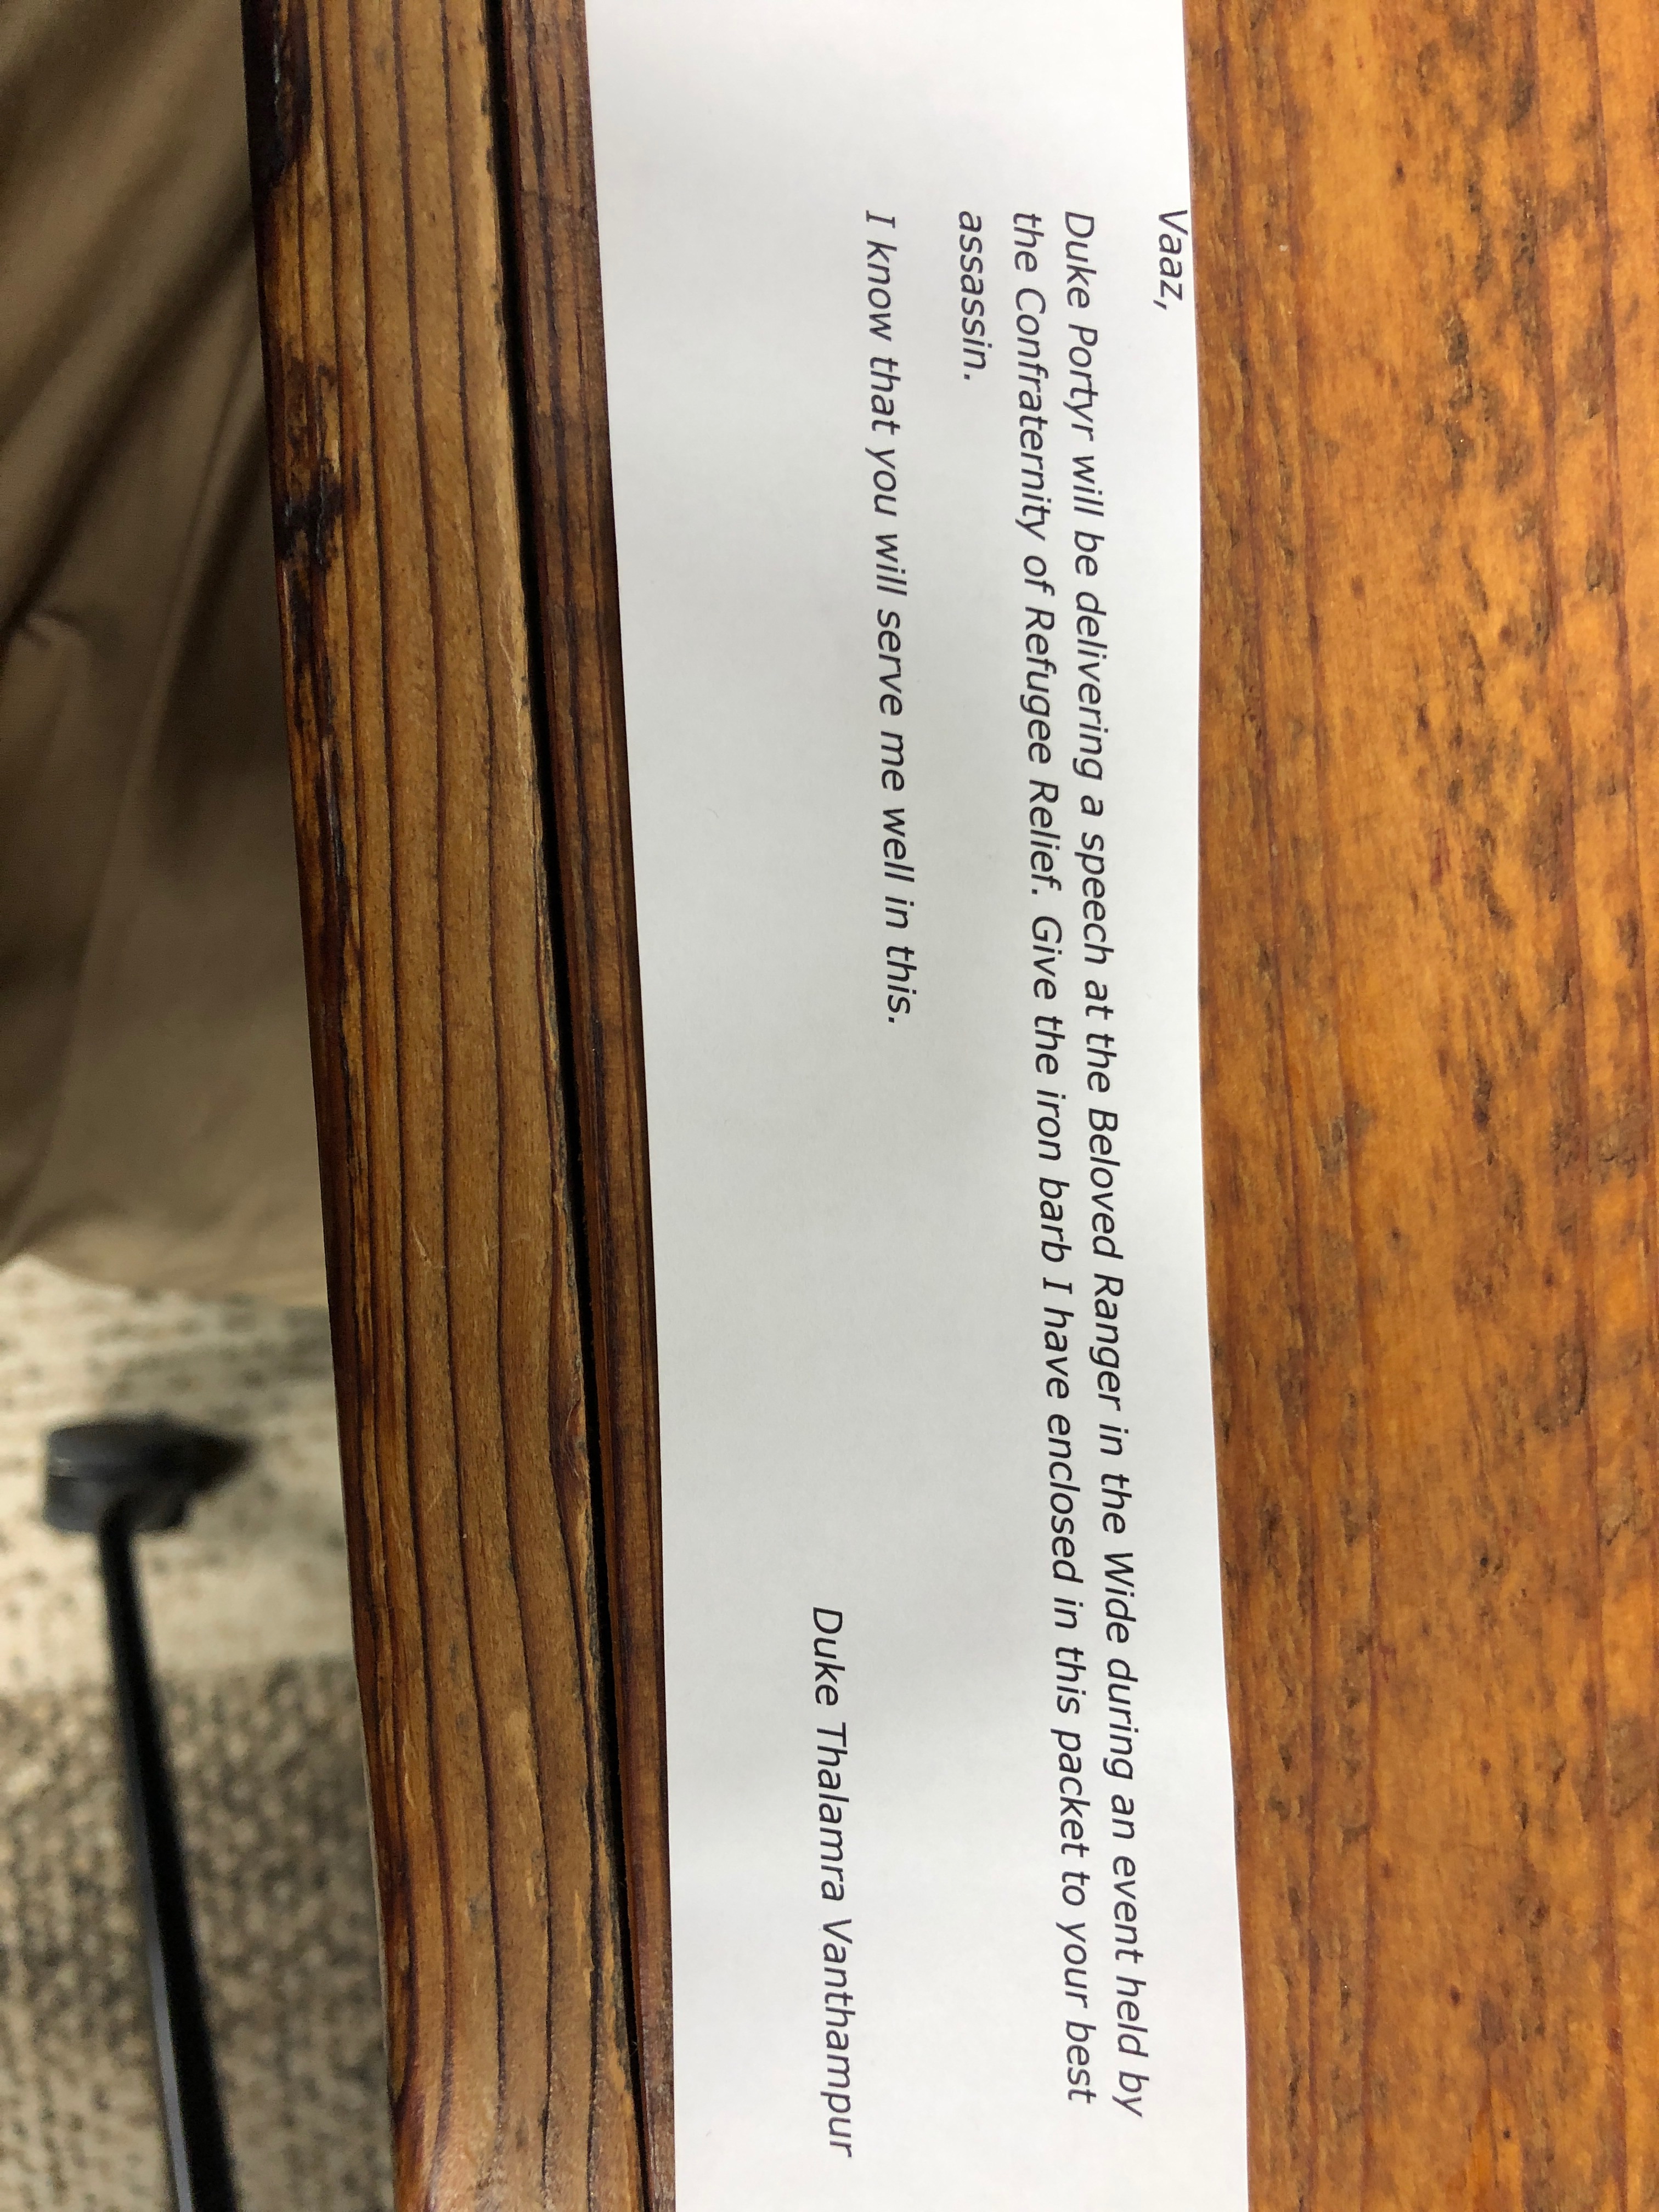 Vaaz,
Duke Portyr will be delivering a speech at the Beloved Ranger in the Wide during an event held by
the Confraternity of Refugee Relief. Give the iron barb I have enclosed in this packet to your best
assassin.
I know that you will serve me well in this.
Duke Thalamra Vanthampur